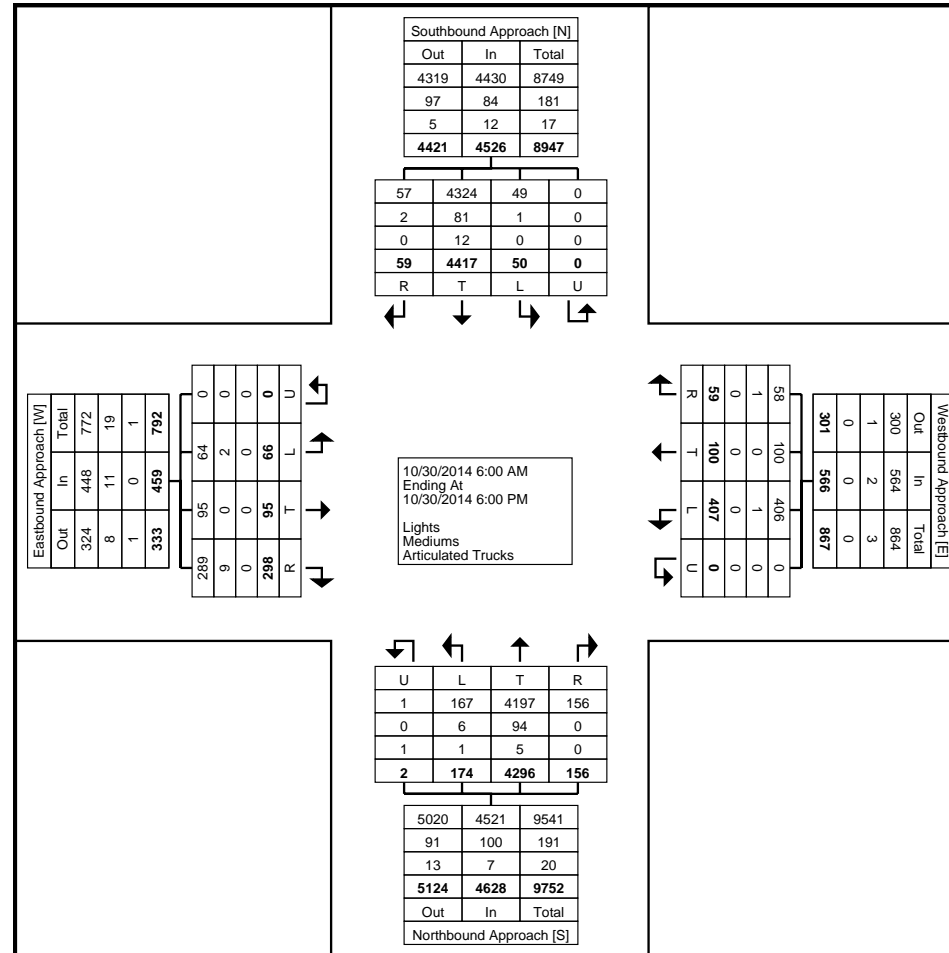 Southbound Approach [N]
Out In Total
4319 4430 8749
97 84 181
5 12 17
4421 4526 8947
57 4324 49 0
2 81 1 0
0 12 0 0
59 4417 50 0
R T L U
Eastbound Approach [W]
Total In Out
772 448 324
19 11 8
1 0 1
792 459 333
0 64 95 289
0 2 0 9
0 0 0 0
0 66 95 298
U L T R
10/30/2014 6:00 AM
Ending At
10/30/2014 6:00 PM
Lights
Mediums
Articulated Trucks
R T L U
59 100 407 0
0 0 0 0
1 0 1 0
58 100 406 0
Westbound Approach [E]
Out In Total
300 564 864
1 2 3
0 0 0
301 566 867
U L T R
1 167 4197 156
0 6 94 0
1 1 5 0
2 174 4296 156
5020 4521 9541
91 100 191
13 7 20
5124 4628 9752
Out In Total
Northbound Approach [S]